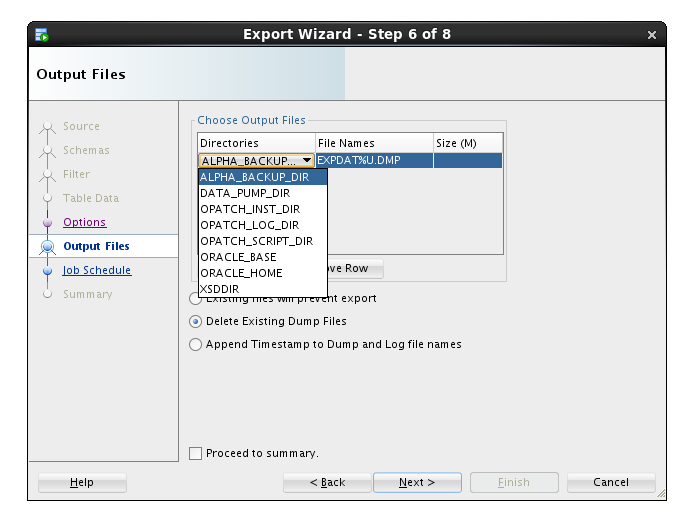 Export Wizard - Step 6 of 8
Output Files
Source
Schemas
Filter
Table Data
Options
Output Files
Job Schedule
Summary
Choose Output Files
Directories File Names Size (M)
ALPHA_BACKUP... EXPDAT%U.DMP
ALPHA_BACKUP_DIR
DATA_PUMP_DIR
OPATCH_INST_DIR
OPATCH_LOG_DIR
OPATCH_SCRIPT_DIR
ORACLE_BASE
ORACLE_HOME
XSDDIR
Row
Existing files will prevent export
Delete Existing Dump Files
Append Timestamp to Dump and Log file names
Proceed to summary.
Help < Back Next > Finish Cancel